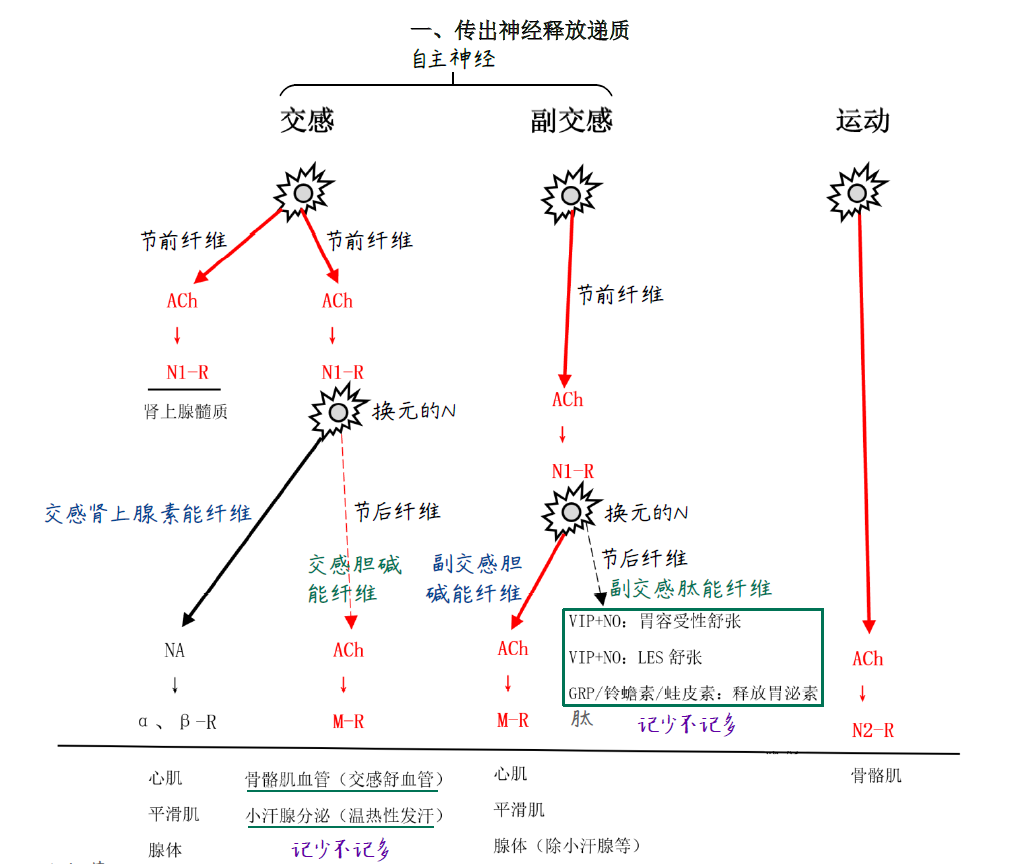 一、传出神经释放递质
自主神经
交感 副交感 运动
节前纤维 节前纤维
节前纤维
ACh ACh
↓ ↓
N1-R N1-R
肾上腺髓质
换元的N
ACh
↓
N1-R
换元的N
交感肾上腺素能纤维
节后纤维
节后纤维
交感胆碱
能纤维
副交感胆
碱能纤维
副交感肽能纤维
VIP+NO：胃容受性舒张
VIP+NO：LES 舒张
GRP/铃蟾素/蛙皮素：释放胃泌素
肽
记少不记多
NA ACh ACh ACh
↓ ↓ ↓ ↓
α、β-R M-R M-R N2-R
心肌 骨骼肌血管（交感舒血管） 心肌 骨骼肌
平滑肌 小汗腺分泌（温热性发汗） 平滑肌
腺体 记少不记多 腺体（除小汗腺等）